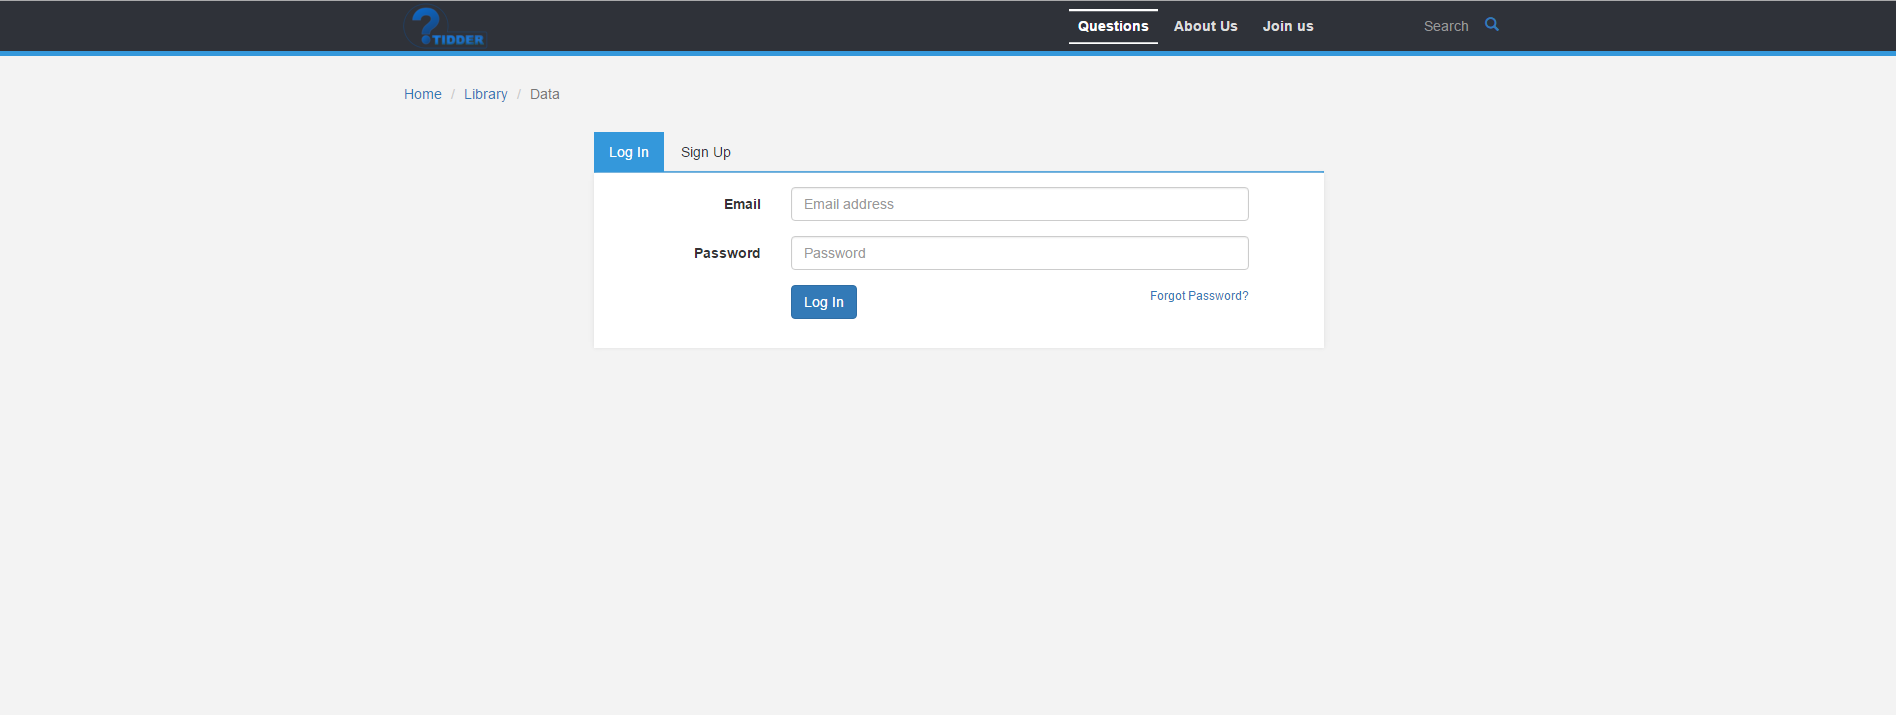 ?TIDDER Questions About Us Join us Search
Home / Library / Data
Log In Sign Up
Email Email address
Password Password
Log In Forgot Password?